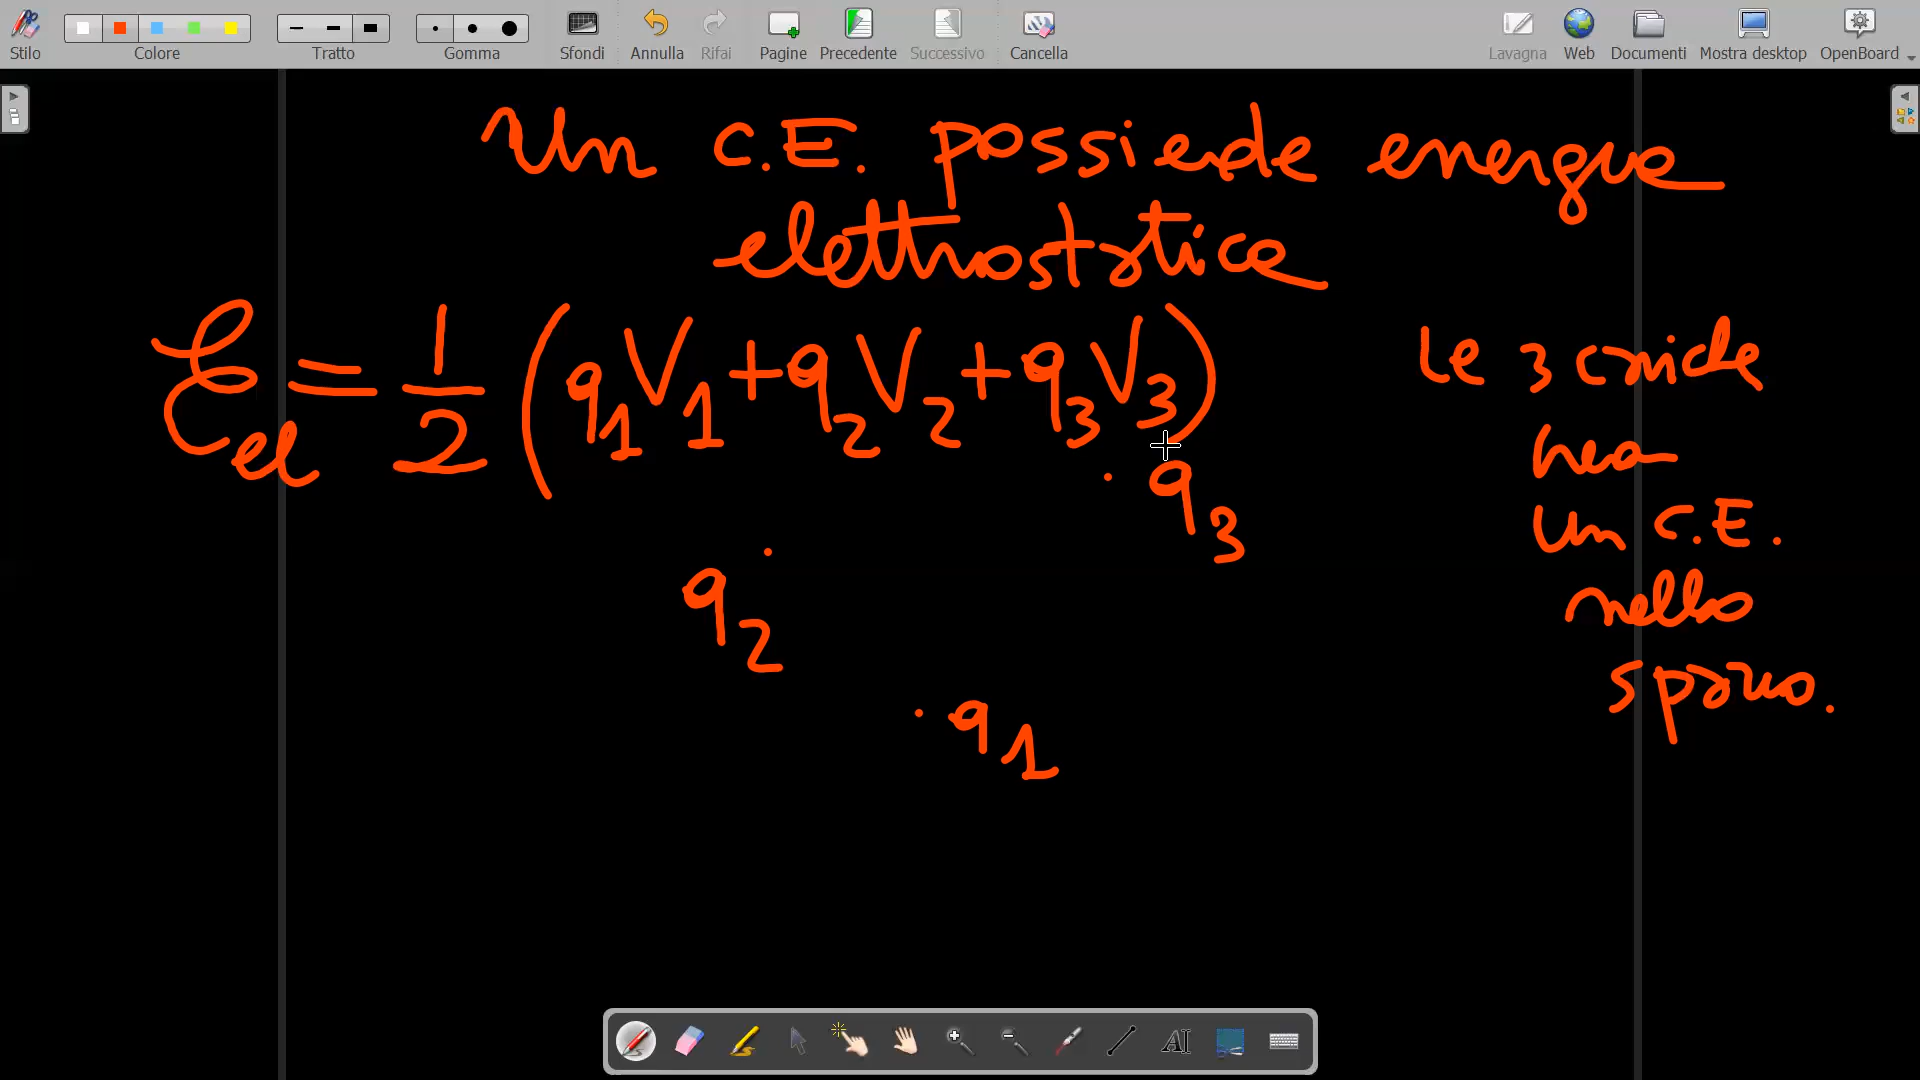 Stilo Colore Tratto Gomma Sfondi Annulla Rifai Pagine Precedente Successivo Cancella Lavagna Web Documenti Mostra desktop OpenBoard
Un C.E. possiede energia
elettrostatica
Eel = 1/2 (q1V1 + q2V2 + q3V3)
q3
q2
q1
le 3 cariche
un C.E.
nello
spazio.
AI